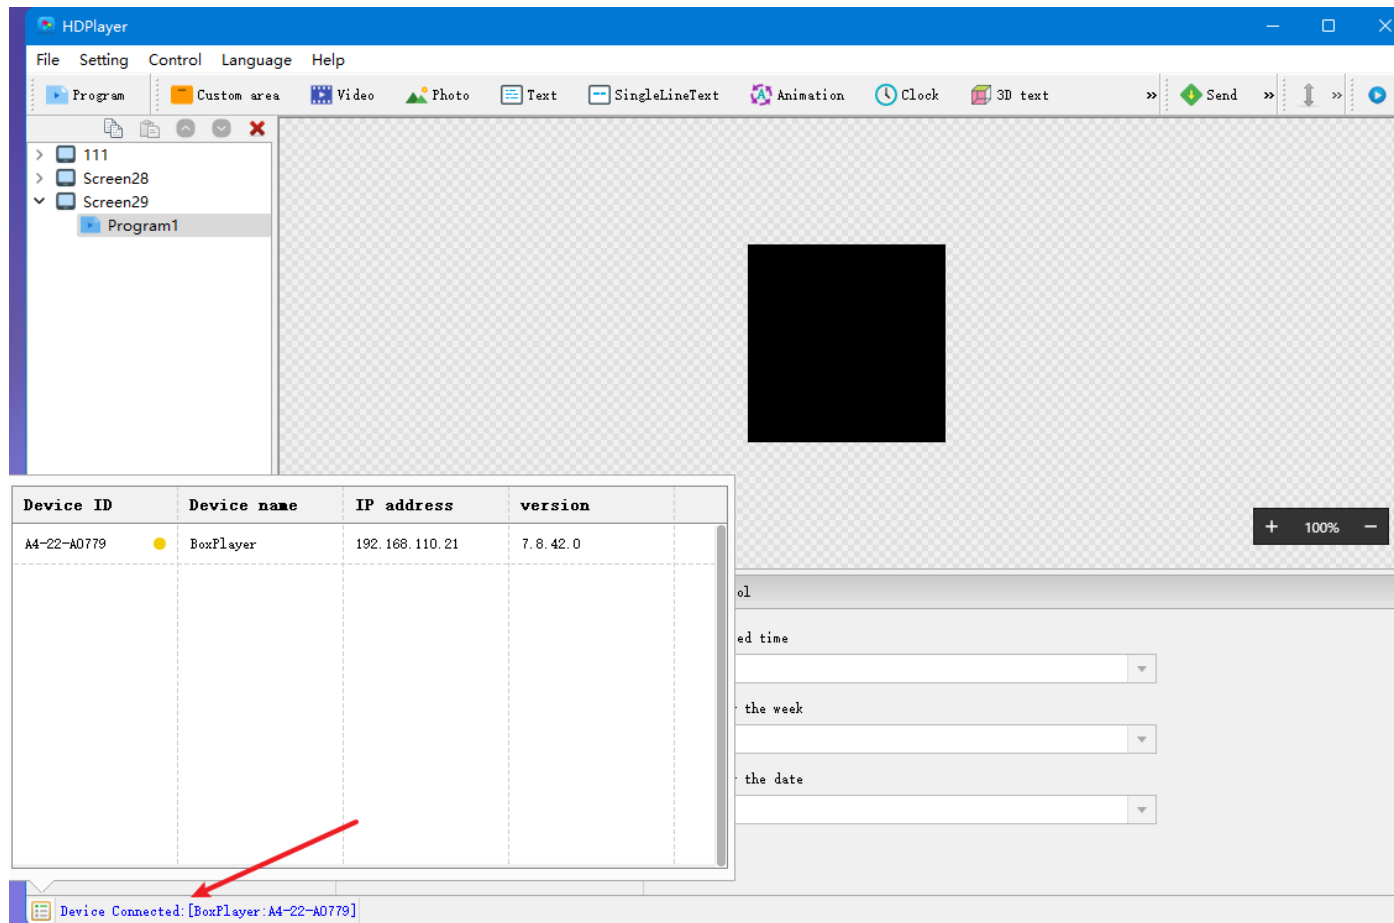 HDPlayer
File Setting Control Language Help
Program Custom area Video Photo Text SingleLineText Animation Clock 3D text » Send » »
111
Screen28
Screen29
Program1
Device ID Device name IP address version
A4-22-A0779 BoxPlayer 192.168.110.21 7.8.42.0
+ 100% −
ol
ed time
the week
the date
Device Connected:[BoxPlayer:A4-22-A0779]